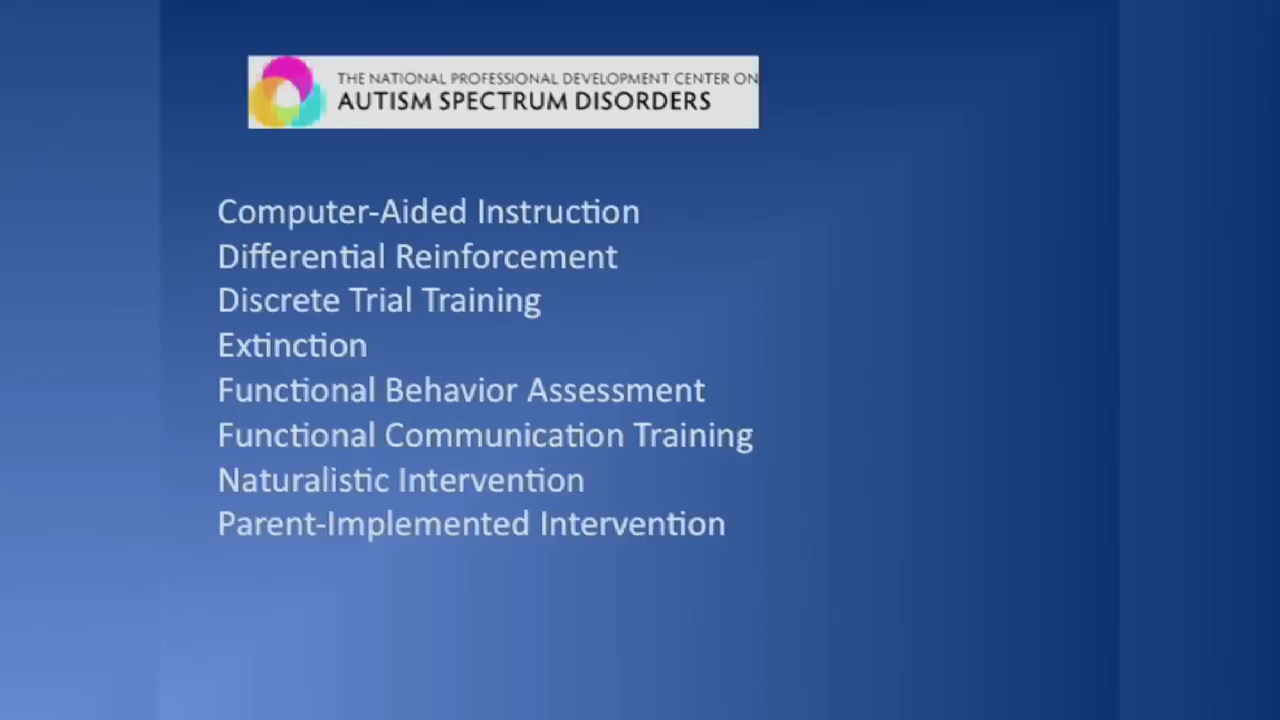 THE NATIONAL PROFESSIONAL DEVELOPMENT CENTER ON
AUTISM SPECTRUM DISORDERS
Computer-Aided Instruction
Differential Reinforcement
Discrete Trial Training
Extinction
Functional Behavior Assessment
Functional Communication Training
Naturalistic Intervention
Parent-Implemented Intervention